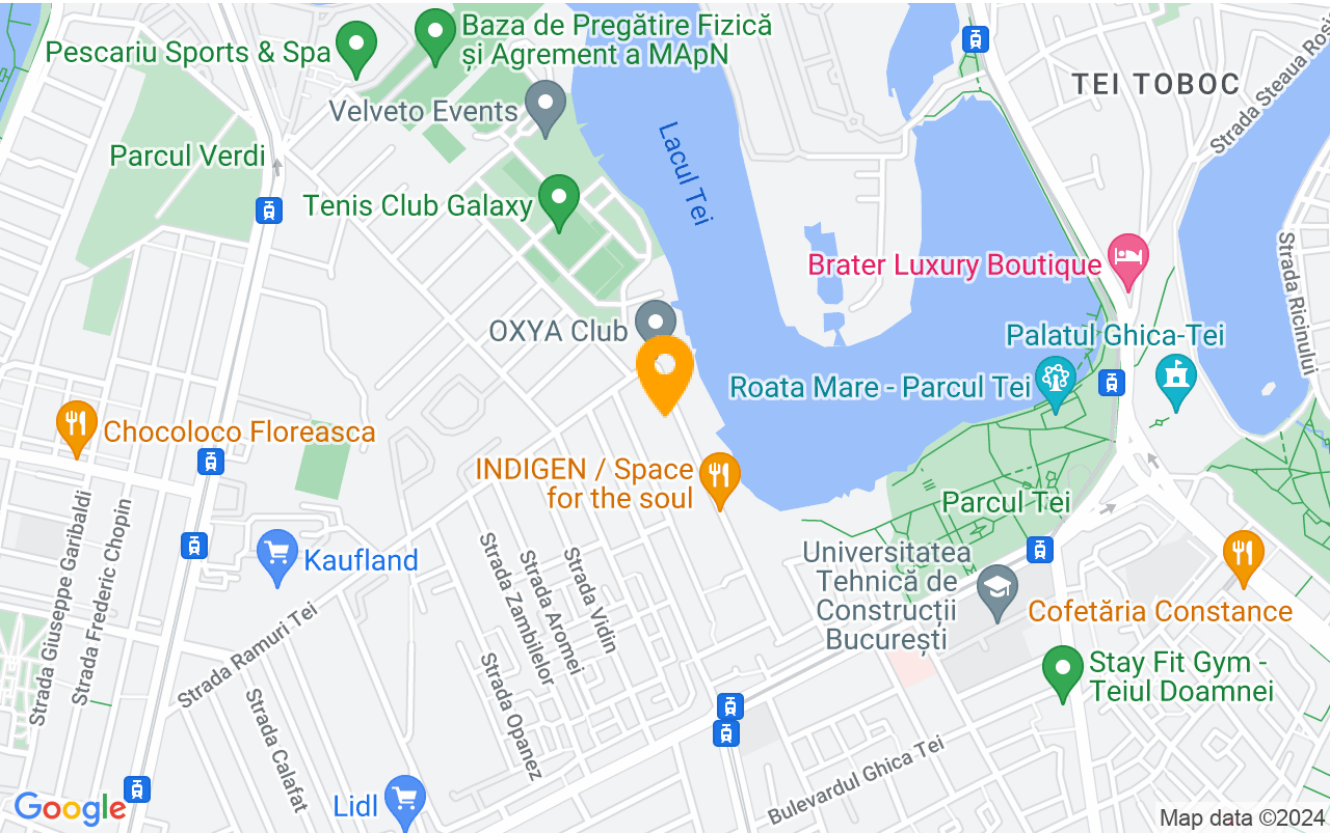 Baza de Pregătire Fizică
și Agrement a MApN
Pescariu Sports & Spa
TEI TOBOC
Strada Steaua Rosi
Velveto Events
Lacul Tei
Parcul Verdi
Tenis Club Galaxy
Brater Luxury Boutique
Strada Ricinului
OXYA Club
Palatul Ghica-Tei
Roata Mare - Parcul Tei
Chocoloco Floreasca
INDIGEN / Space
for the soul
Parcul Tei
Strada Giuseppe Garibaldi
Strada Frederic Chopin
Kaufland
Strada Zambilelor
Strada Aromei
Strada Vidin
Universitatea
Tehnică de
Construcții
București
Cofetăria Constance
Strada Ramuri Tei
Strada Opanez
Stay Fit Gym -
Teiul Doamnei
Strada Calafat
Bulevardul Ghica Tei
Lidl
Google
Map data ©2024